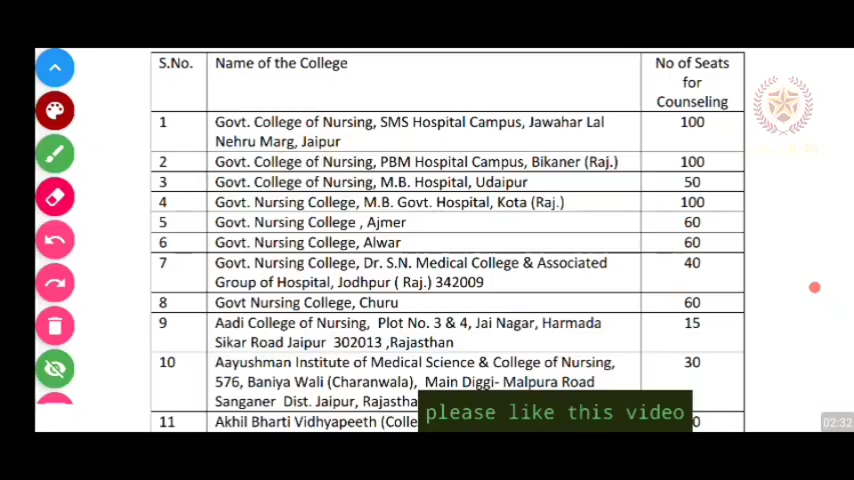 S.No. Name of the College No of Seats
for
Counseling
1 Govt. College of Nursing, SMS Hospital Campus, Jawahar Lal 100
Nehru Marg, Jaipur
2 Govt. College of Nursing, PBM Hospital Campus, Bikaner (Raj.) 100
3 Govt. College of Nursing, M.B. Hospital, Udaipur 50
4 Govt. Nursing College, M.B. Govt. Hospital, Kota (Raj.) 100
5 Govt. Nursing College , Ajmer 60
6 Govt. Nursing College, Alwar 60
7 Govt. Nursing College, Dr. S.N. Medical College & Associated 40
Group of Hospital, Jodhpur ( Raj.) 342009
8 Govt Nursing College, Churu 60
9 Aadi College of Nursing, Plot No. 3 & 4, Jai Nagar, Harmada 15
Sikar Road Jaipur 302013 ,Rajasthan
10 Aayushman Institute of Medical Science & College of Nursing, 30
576, Baniya Wali (Charanwala), Main Diggi- Malpura Road
Sanganer Dist. Jaipur, Rajastha
please like this video
11 Akhil Bharti Vidhyapeeth (Colle 0
02:32